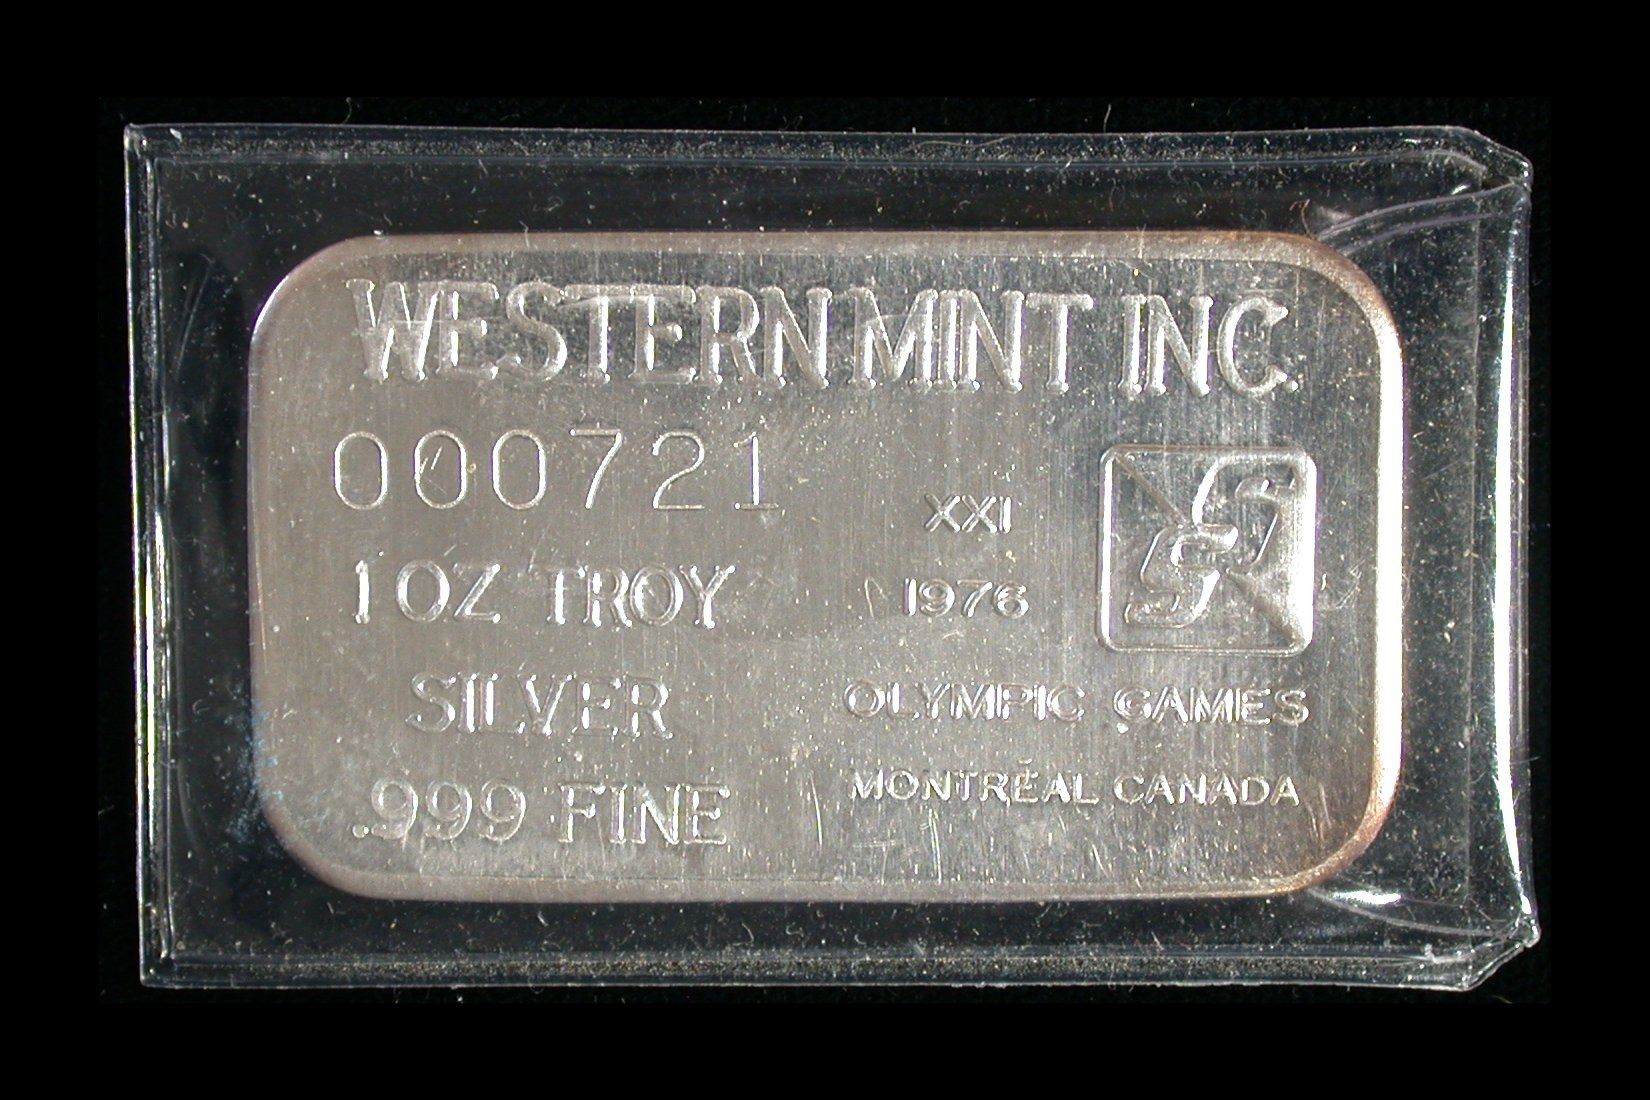 WESTERN MINT INC.
000721
XXI
1 OZ TROY
1976
SILVER
OLYMPIC GAMES
.999 FINE
MONTRÉAL CANADA